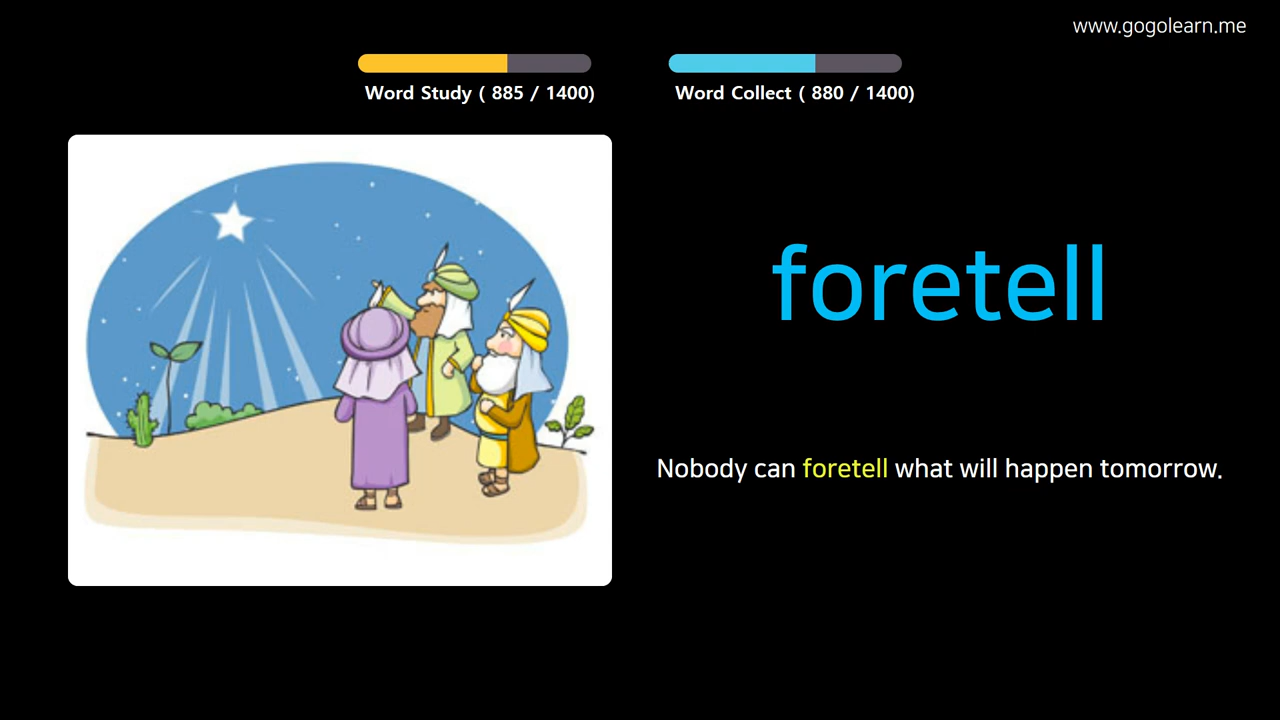 www.gogolearn.me
Word Study ( 885 / 1400)
Word Collect ( 880 / 1400)
foretell
Nobody can foretell what will happen tomorrow.